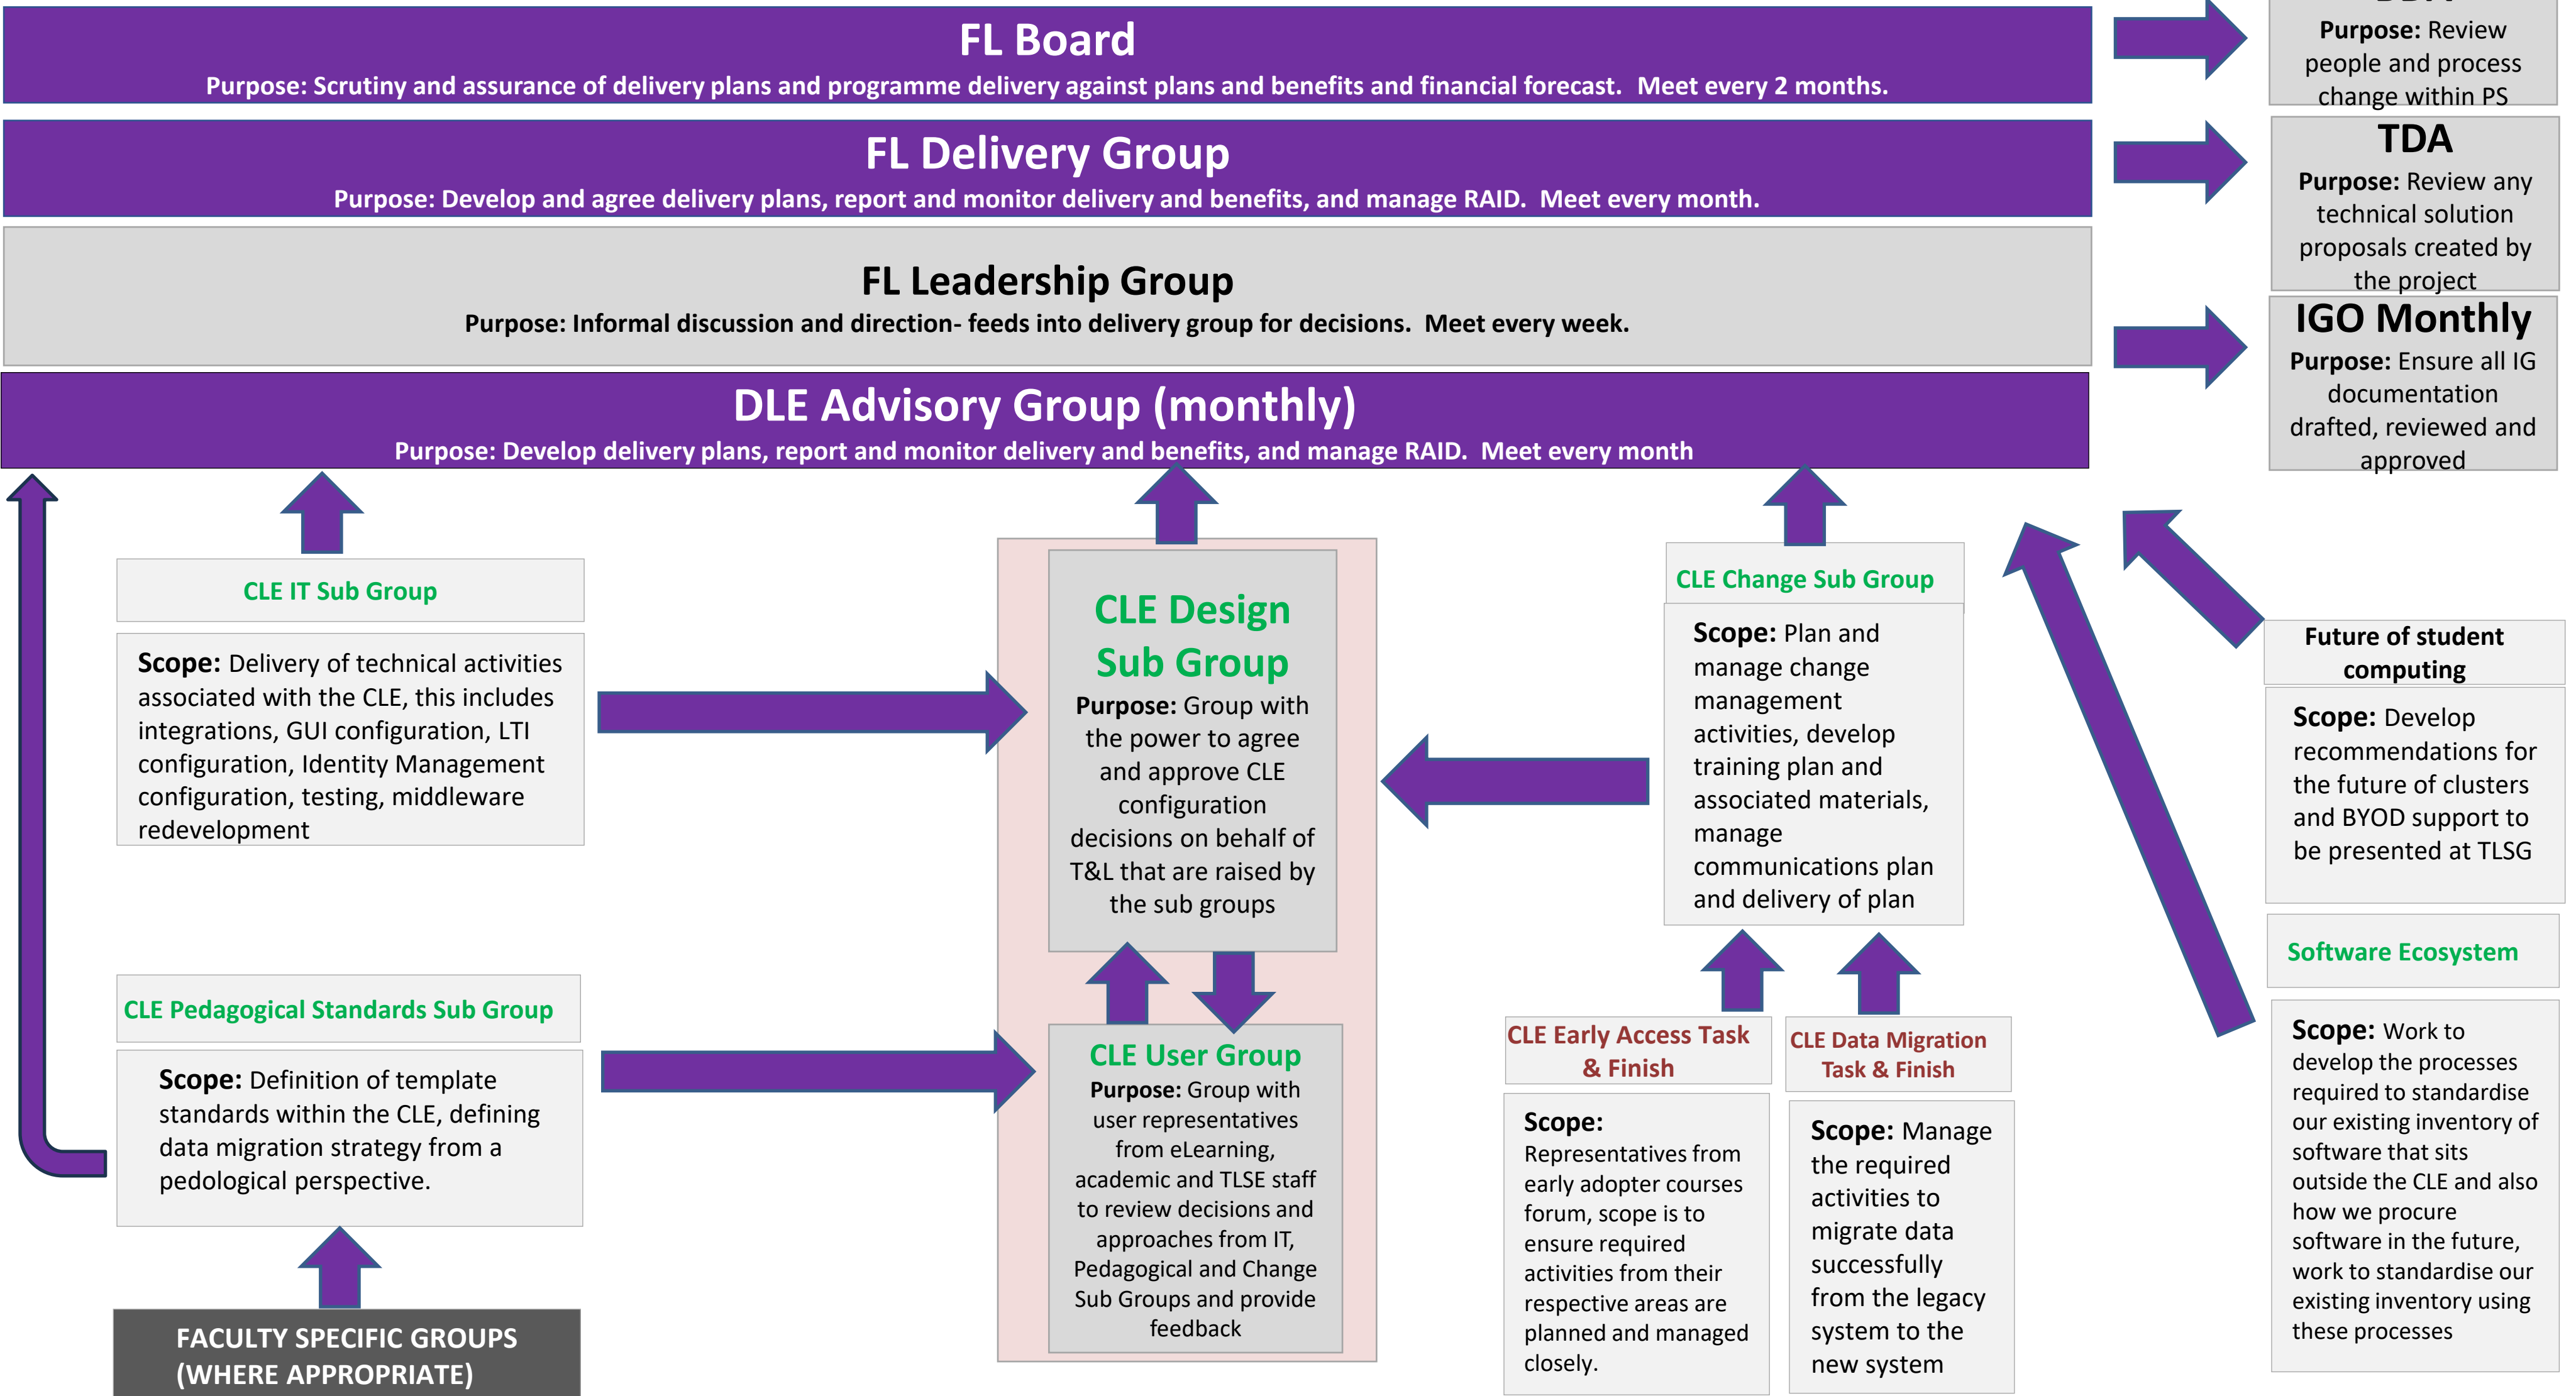 FL Board
Purpose: Scrutiny and assurance of delivery plans and programme delivery against plans and benefits and financial forecast.  Meet every 2 months.
FL Delivery Group
Purpose: Develop and agree delivery plans, report and monitor delivery and benefits, and manage RAID.  Meet every month.
FL Leadership Group
Purpose: Informal discussion and direction- feeds into delivery group for decisions.  Meet every week.
DLE Advisory Group (monthly)
Purpose: Develop delivery plans, report and monitor delivery and benefits, and manage RAID.  Meet every month
Purpose: Review
people and process
change within PS
TDA
Purpose: Review any
technical solution
proposals created by
the project
IGO Monthly
Purpose: Ensure all IG
documentation
drafted, reviewed and
approved
CLE IT Sub Group
Scope: Delivery of technical activities
associated with the CLE, this includes
integrations, GUI configuration, LTI
configuration, Identity Management
configuration, testing, middleware
redevelopment
CLE Pedagogical Standards Sub Group
Scope: Definition of template
standards within the CLE, defining
data migration strategy from a
pedological perspective.
FACULTY SPECIFIC GROUPS
(WHERE APPROPRIATE)
CLE Design
Sub Group
Purpose: Group with
the power to agree
and approve CLE
configuration
decisions on behalf of
T&L that are raised by
the sub groups
CLE User Group
Purpose: Group with
user representatives
from eLearning,
academic and TLSE staff
to review decisions and
approaches from IT,
Pedagogical and Change
Sub Groups and provide
feedback
CLE Change Sub Group
Scope: Plan and
manage change
management
activities, develop
training plan and
associated materials,
manage
communications plan
and delivery of plan
CLE Early Access Task
& Finish
Scope:
Representatives from
early adopter courses
forum, scope is to
ensure required
activities from their
respective areas are
planned and managed
closely.
CLE Data Migration
Task & Finish
Scope: Manage
the required
activities to
migrate data
successfully
from the legacy
system to the
new system
Future of student
computing
Scope: Develop
recommendations for
the future of clusters
and BYOD support to
be presented at TLSG
Software Ecosystem
Scope: Work to
develop the processes
required to standardise
our existing inventory of
software that sits
outside the CLE and also
how we procure
software in the future,
work to standardise our
existing inventory using
these processes